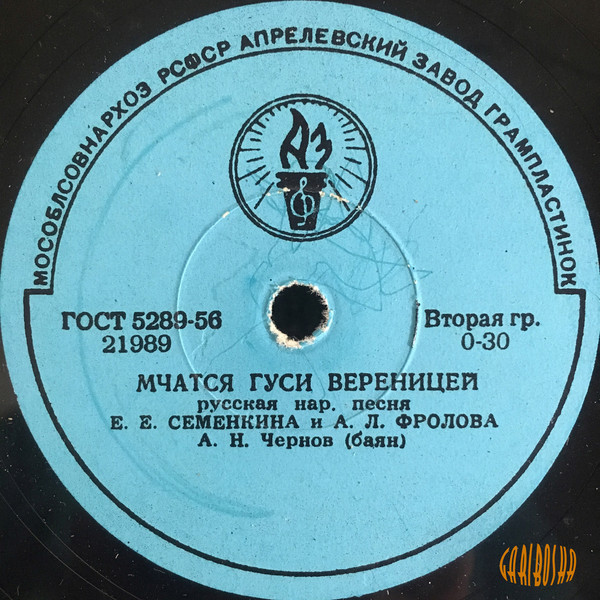 МОСОБЛСОВНАРХОЗ РСФСР АПРЕЛЕВСКИЙ ЗАВОД ГРАМПЛАСТИНОК
АЗ
ГОСТ 5289-56
21989
Вторая гр.
0-30
МЧАТСЯ ГУСИ ВЕРЕНИЦЕЙ
русская нар. песня
Е. Е. СЕМЕНКИНА и А. Л. ФРОЛОВА
А. Н. Чернов (баян)
GARIBOSHA